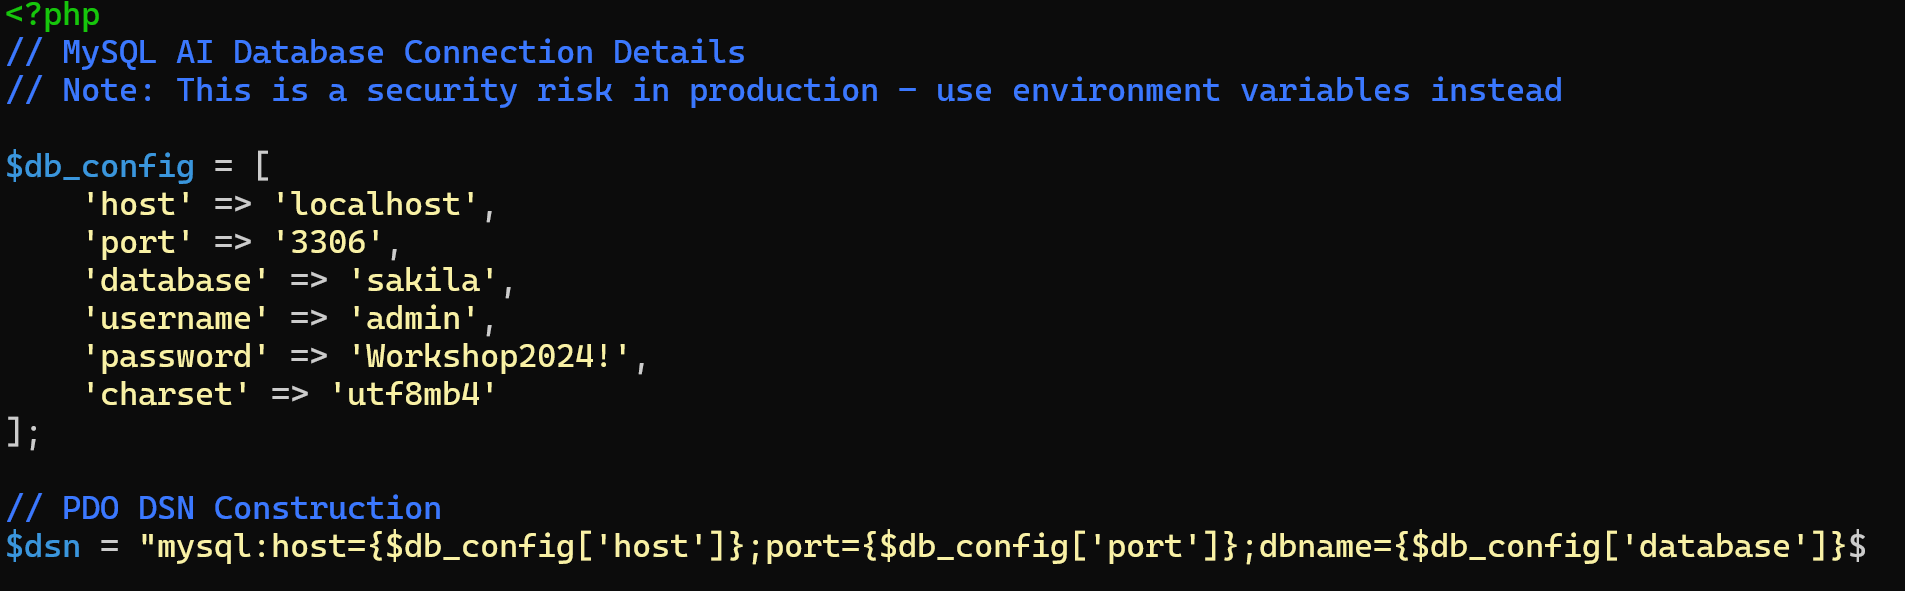 <?php
// MySQL AI Database Connection Details
// Note: This is a security risk in production - use environment variables instead
$db_config = [
    'host' => 'localhost',
    'port' => '3306',
    'database' => 'sakila',
    'username' => 'admin',
    'password' => 'Workshop2024!',
    'charset' => 'utf8mb4'
];
// PDO DSN Construction
$dsn = "mysql:host={$db_config['host']};port={$db_config['port']};dbname={$db_config['database']}$